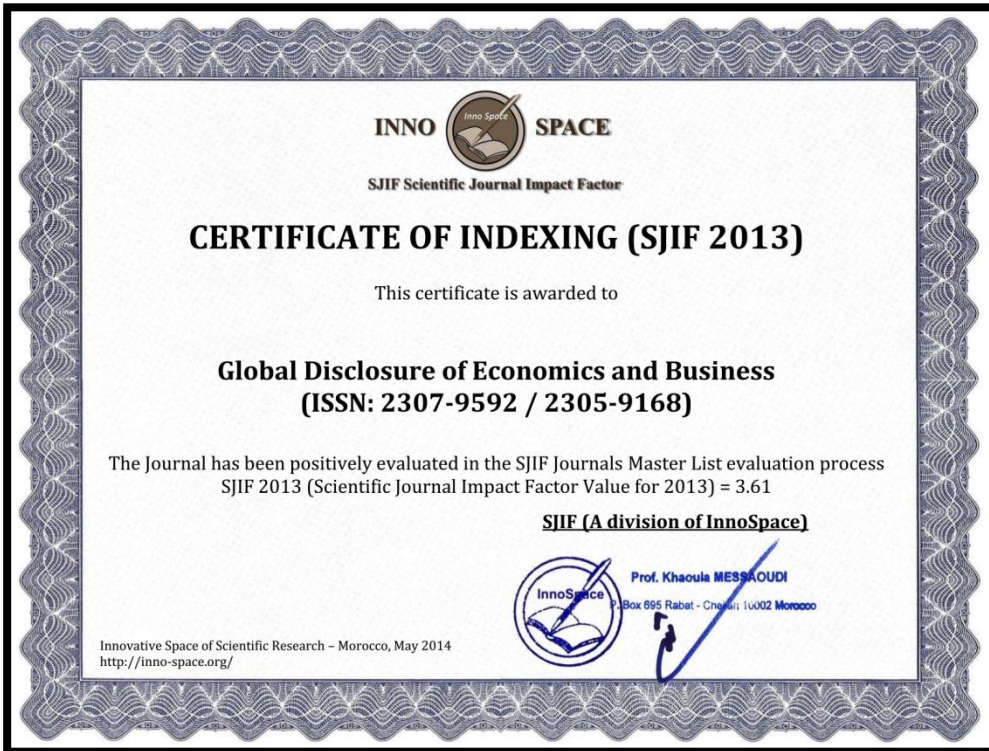 INNO Inno Space SPACE
SJIF Scientific Journal Impact Factor
CERTIFICATE OF INDEXING (SJIF 2013)
This certificate is awarded to
Global Disclosure of Economics and Business
(ISSN: 2307-9592 / 2305-9168)
The Journal has been positively evaluated in the SJIF Journals Master List evaluation process
SJIF 2013 (Scientific Journal Impact Factor Value for 2013) = 3.61
SJIF (A division of InnoSpace)
InnoSpace
Prof. Khaoula MESSAOUDI
P. Box 695 Rabat - 10002 Morocco
Innovative Space of Scientific Research – Morocco, May 2014
http://inno-space.org/